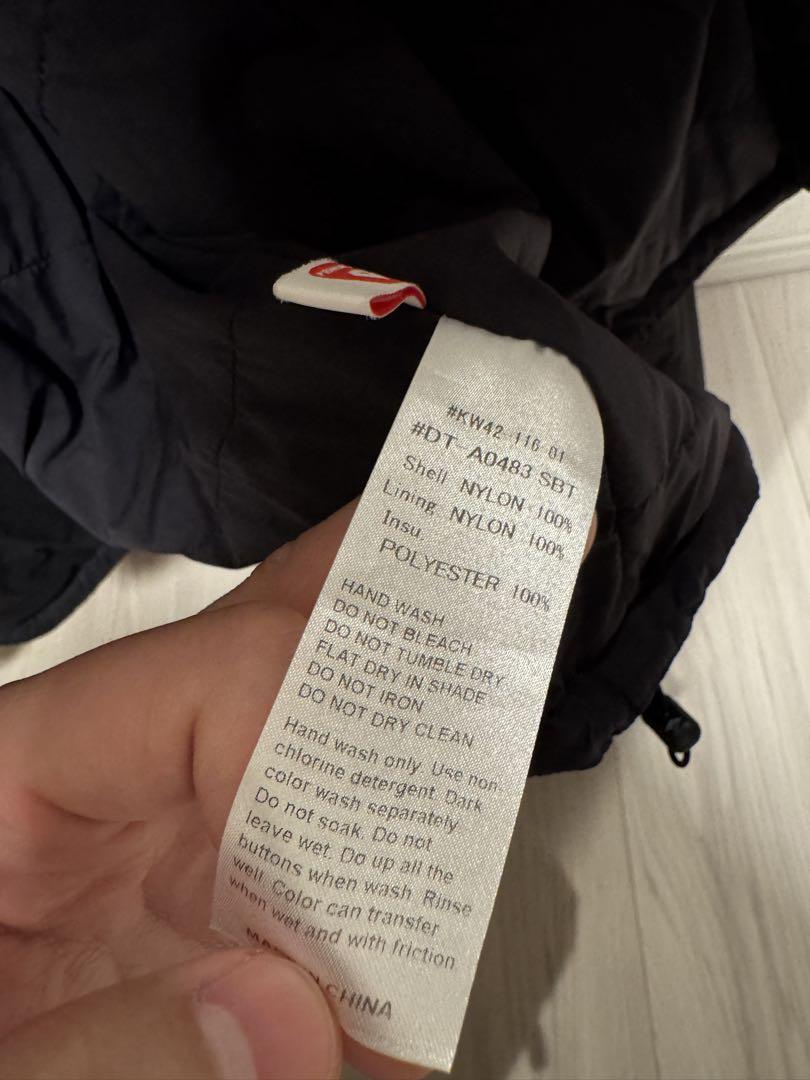 #KW42 116 01
#DT A0483 SBT
Shell NYLON 100%
Lining NYLON 100%
Insu.
POLYESTER 100%
HAND WASH
DO NOT BLEACH
DO NOT TUMBLE DRY
FLAT DRY IN SHADE
DO NOT IRON
DO NOT DRY CLEAN
Hand wash only. Use non-
chlorine detergent. Dark
color wash separately.
Do not soak. Do not
leave wet. Do up all the
buttons when wash. Rinse
well. Color can transfer
when wet and with friction
CHINA